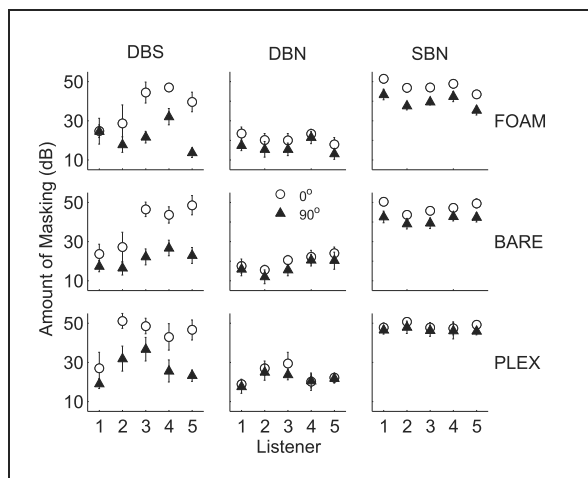 DBS DBN SBN
50
30
10
FOAM
Amount of Masking (dB)
50
30
10
0°
90°
BARE
50
30
10
PLEX
1 2 3 4 5 1 2 3 4 5 1 2 3 4 5
Listener